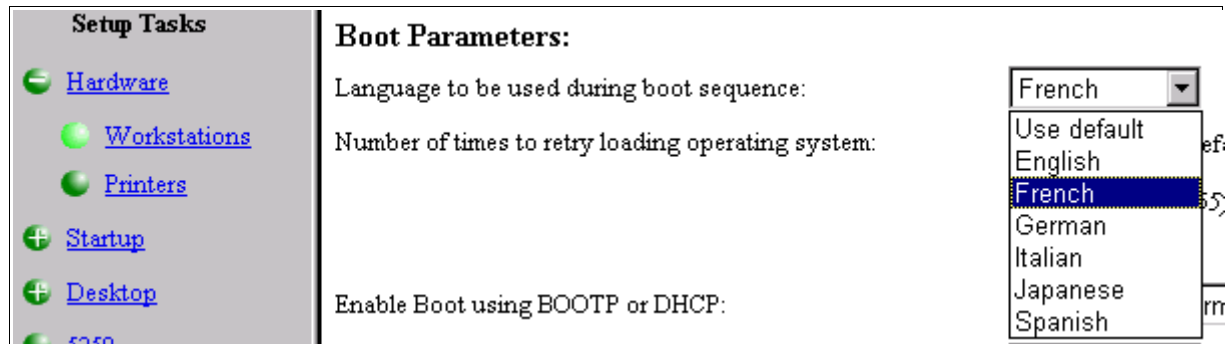 Setup Tasks
Hardware
Workstations
Printers
Startup
Desktop
Boot Parameters:
Language to be used during boot sequence:
French
Number of times to retry loading operating system:
Use default
English
French
German
Italian
Japanese
Spanish
Enable Boot using BOOTP or DHCP: